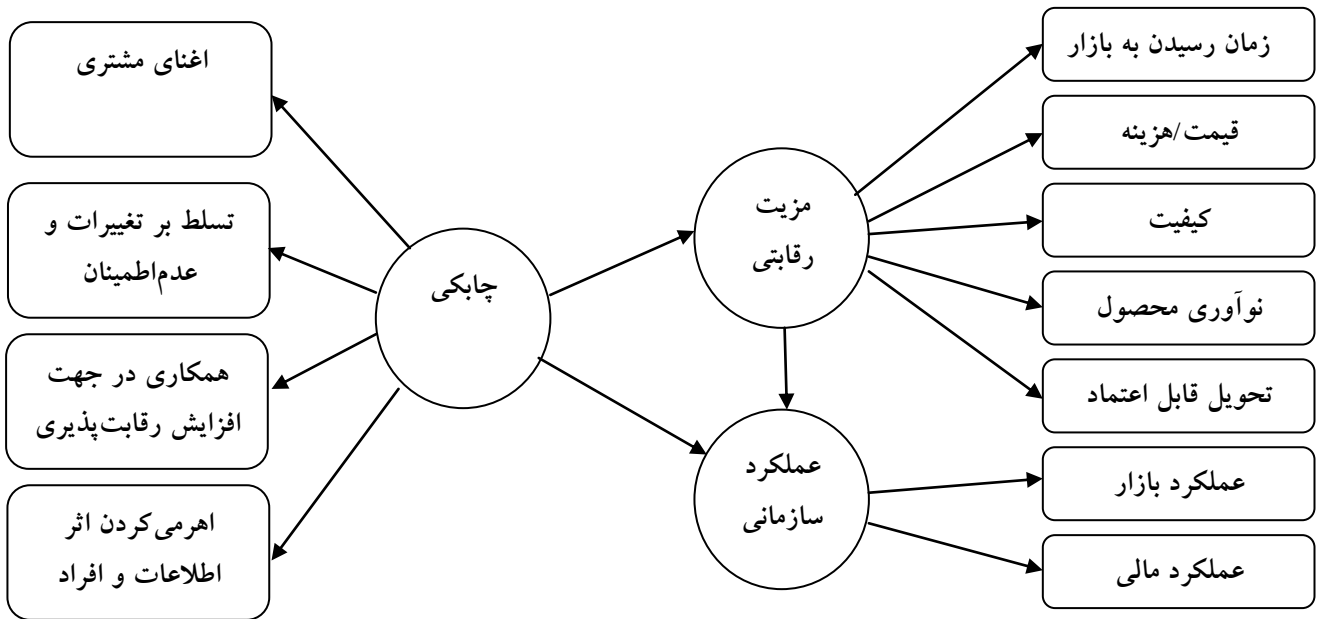 اغنای مشتری
تسلط بر تغییرات و
عدم‌اطمینان
همکاری در جهت
افزایش رقابت‌پذیری
اهرمی‌کردن اثر
اطلاعات و افراد
چابکی
مزیت
رقابتی
عملکرد
سازمانی
زمان رسیدن به بازار
قیمت/هزینه
کیفیت
نوآوری محصول
تحویل قابل اعتماد
عملکرد بازار
عملکرد مالی